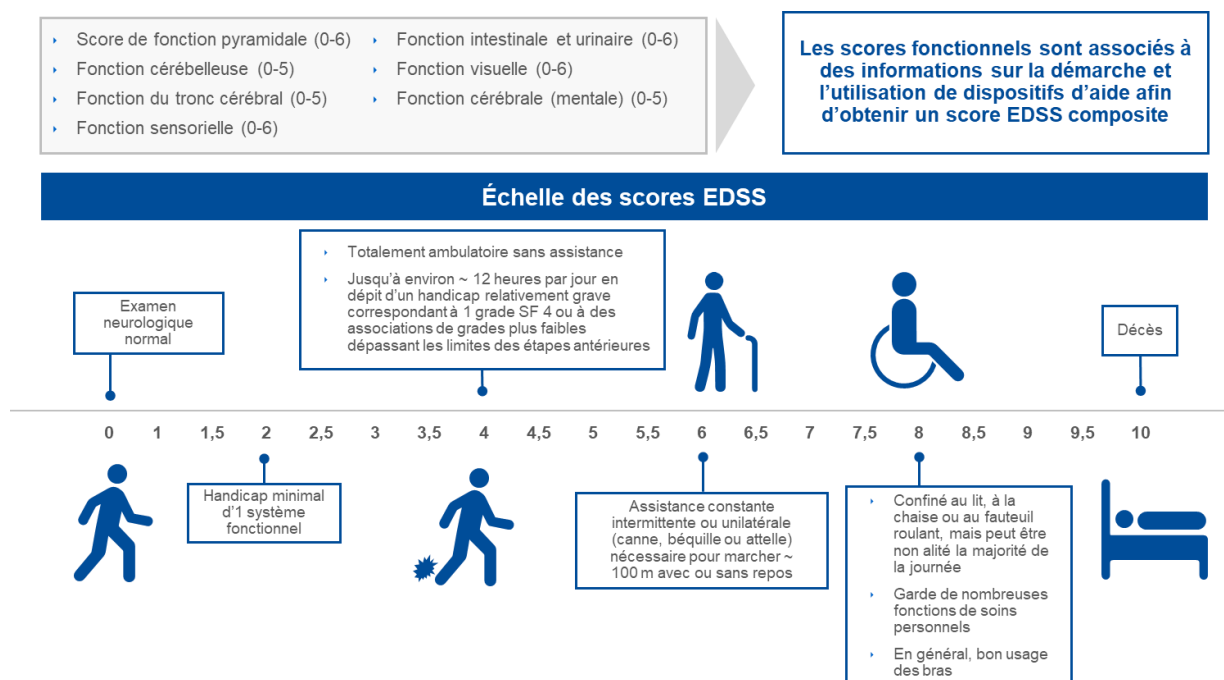 Score de fonction pyramidale (0-6)
Fonction cérébelleuse (0-5)
Fonction du tronc cérébral (0-5)
Fonction sensorielle (0-6)
Fonction intestinale et urinaire (0-6)
Fonction visuelle (0-6)
Fonction cérébrale (mentale) (0-5)
Les scores fonctionnels sont associés à
des informations sur la démarche et
l’utilisation de dispositifs d’aide afin
d’obtenir un score EDSS composite
Échelle des scores EDSS
Examen
neurologique
normal
Totalement ambulatoire sans assistance
Jusqu’à environ ~ 12 heures par jour en
dépit d’un handicap relativement grave
correspondant à 1 grade SF 4 ou à des
associations de grades plus faibles
dépassant les limites des étapes antérieures
Décès
0 1 1,5 2 2,5 3 3,5 4 4,5 5 5,5 6 6,5 7 7,5 8 8,5 9 9,5 10
Handicap minimal
d’1 système
fonctionnel
Assistance constante
intermittente ou unilatérale
(canne, béquille ou attelle)
nécessaire pour marcher ~
100 m avec ou sans repos
Confiné au lit, à la
chaise ou au fauteuil
roulant, mais peut être
non alité la majorité de
la journée
Garde de nombreuses
fonctions de soins
personnels
En général, bon usage
des bras